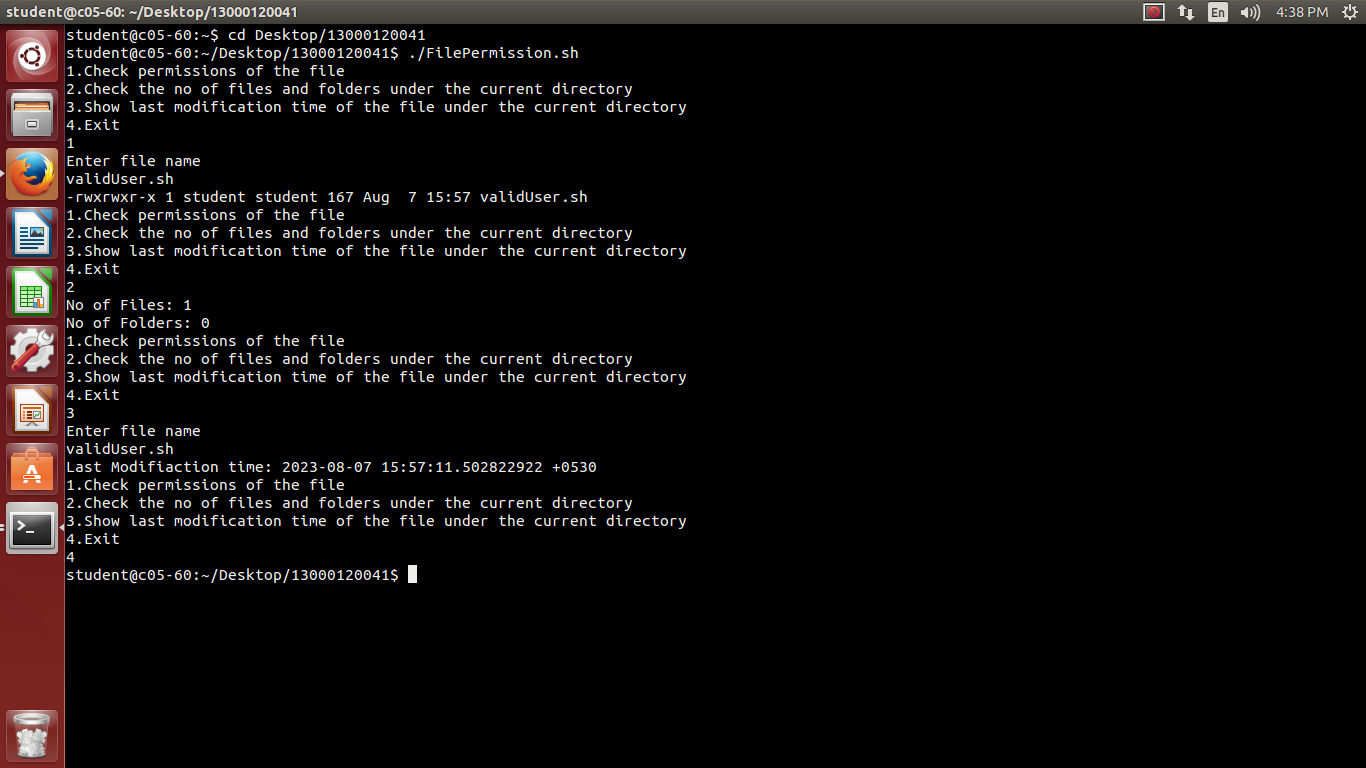 student@c05-60: ~/Desktop/13000120041
En
4:38 PM
student@c05-60:~$ cd Desktop/13000120041
student@c05-60:~/Desktop/13000120041$ ./FilePermission.sh
1.Check permissions of the file
2.Check the no of files and folders under the current directory
3.Show last modification time of the file under the current directory
4.Exit
1
Enter file name
validUser.sh
-rwxrwxr-x 1 student student 167 Aug  7 15:57 validUser.sh
1.Check permissions of the file
2.Check the no of files and folders under the current directory
3.Show last modification time of the file under the current directory
4.Exit
2
No of Files: 1
No of Folders: 0
1.Check permissions of the file
2.Check the no of files and folders under the current directory
3.Show last modification time of the file under the current directory
4.Exit
3
Enter file name
validUser.sh
Last Modifiaction time: 2023-08-07 15:57:11.502822922 +0530
1.Check permissions of the file
2.Check the no of files and folders under the current directory
3.Show last modification time of the file under the current directory
4.Exit
4
student@c05-60:~/Desktop/13000120041$